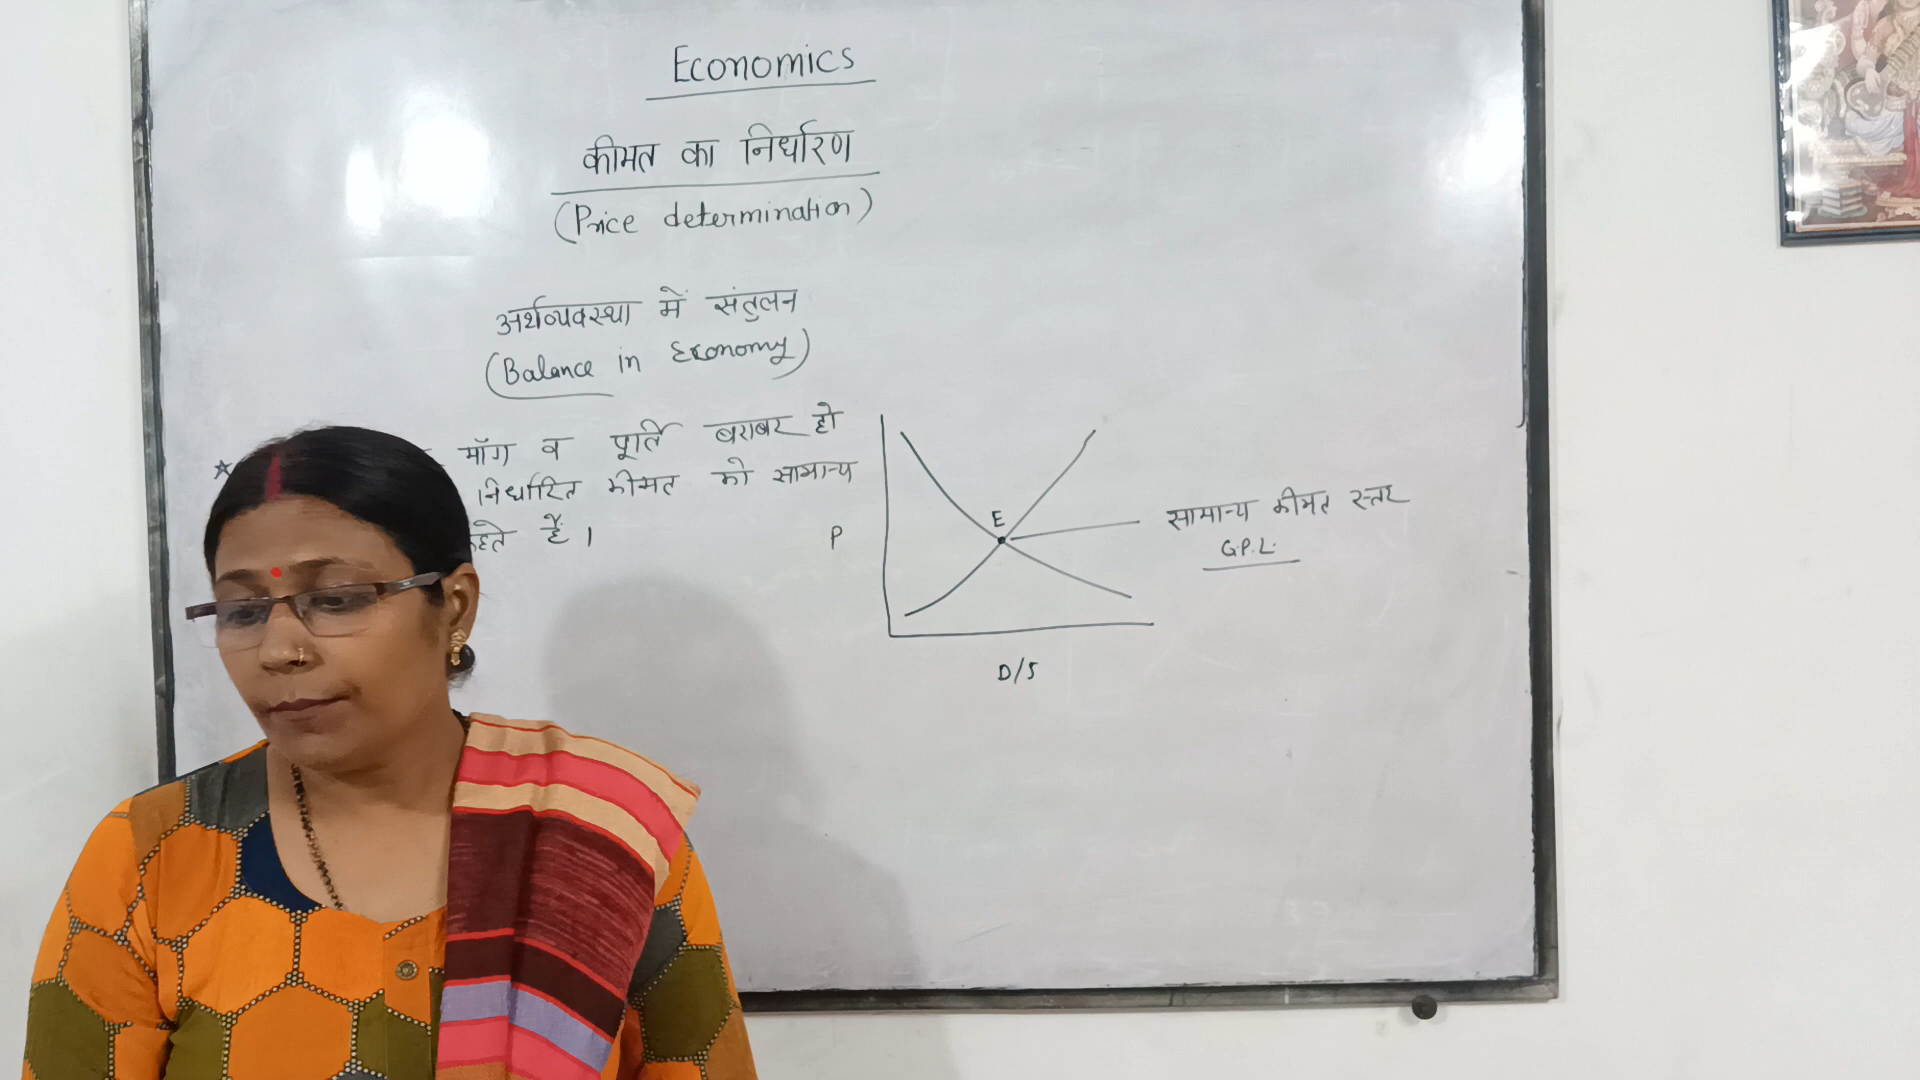 Economics
कीमत का निर्धारण
(Price determination)
अर्थव्यवस्था में संतुलन
(Balance in Economy)
माँग व पूर्ति बराबर हो
निर्धारित कीमत को सामान्य
हैं।
E
सामान्य कीमत स्तर
G.P.L.
P
D/S